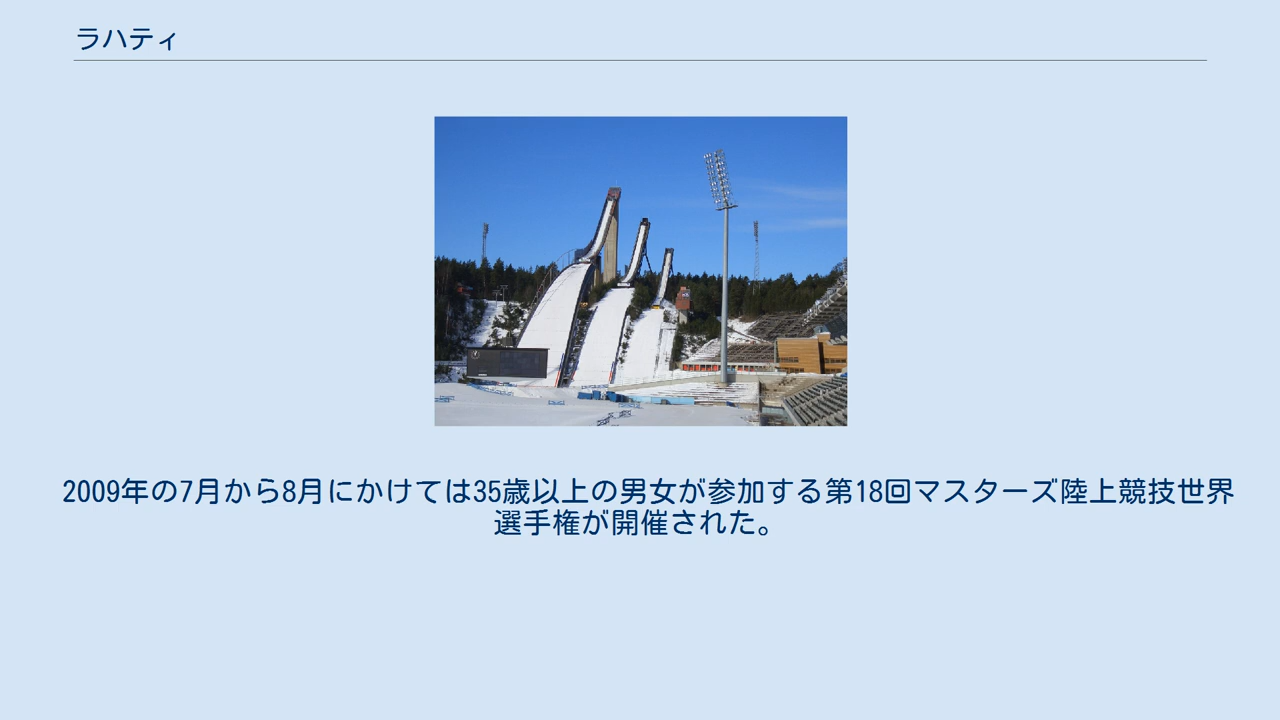 ラハティ
2009年の7月から8月にかけては35歳以上の男女が参加する第18回マスターズ陸上競技世界
選手権が開催された。